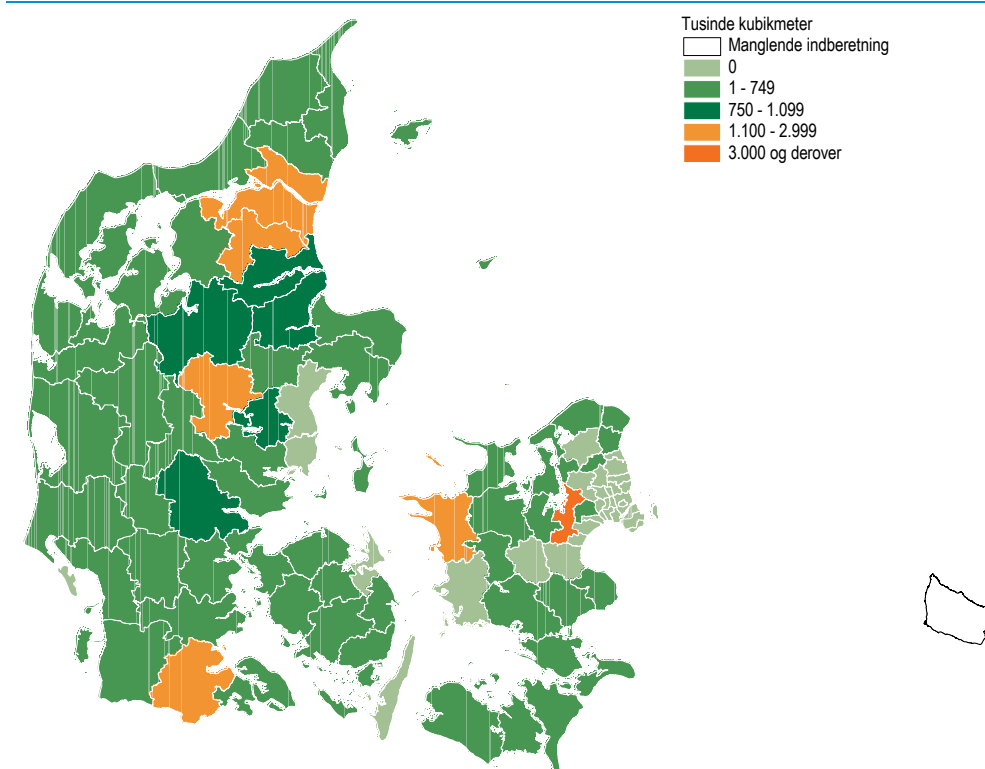 Tusinde kubikmeter
Manglende indberetning
0
1 - 749
750 - 1.099
1.100 - 2.999
3.000 og derover